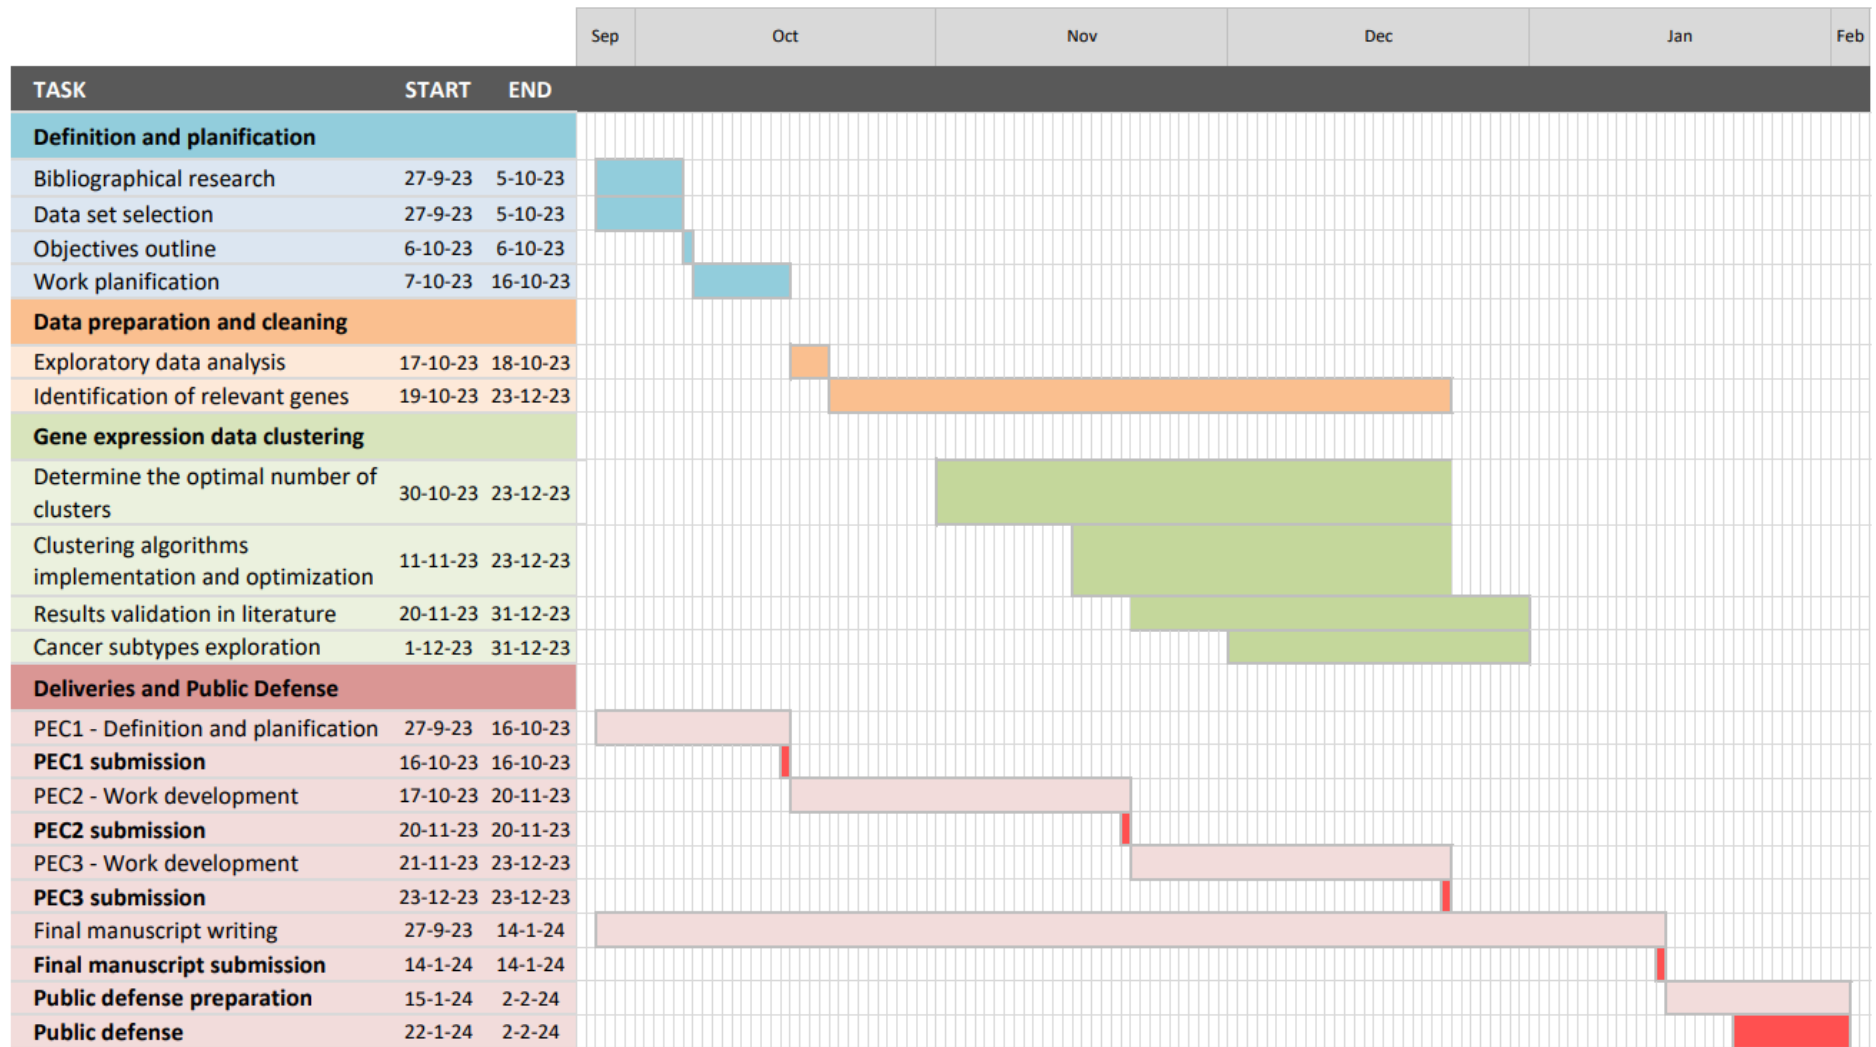 Sep Oct Nov Dec Jan Feb
TASK START END
Definition and planification
Bibliographical research 27-9-23 5-10-23
Data set selection 27-9-23 5-10-23
Objectives outline 6-10-23 6-10-23
Work planification 7-10-23 16-10-23
Data preparation and cleaning
Exploratory data analysis 17-10-23 18-10-23
Identification of relevant genes 19-10-23 23-12-23
Gene expression data clustering
Determine the optimal number of
clusters 30-10-23 23-12-23
Clustering algorithms
implementation and optimization 11-11-23 23-12-23
Results validation in literature 20-11-23 31-12-23
Cancer subtypes exploration 1-12-23 31-12-23
Deliveries and Public Defense
PEC1 - Definition and planification 27-9-23 16-10-23
PEC1 submission 16-10-23 16-10-23
PEC2 - Work development 17-10-23 20-11-23
PEC2 submission 20-11-23 20-11-23
PEC3 - Work development 21-11-23 23-12-23
PEC3 submission 23-12-23 23-12-23
Final manuscript writing 27-9-23 14-1-24
Final manuscript submission 14-1-24 14-1-24
Public defense preparation 15-1-24 2-2-24
Public defense 22-1-24 2-2-24